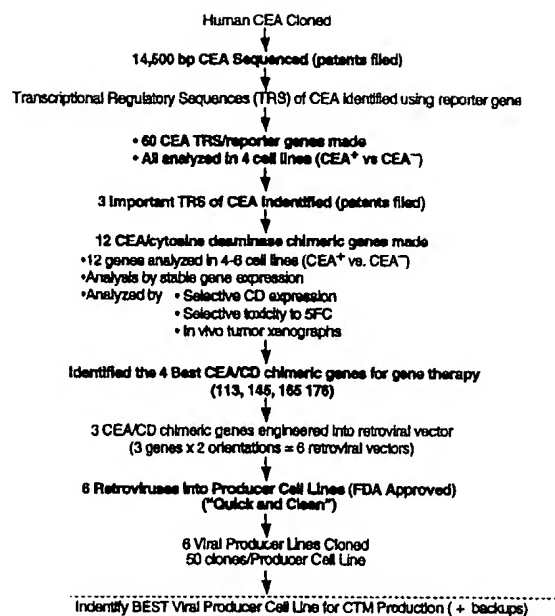 Human CEA Cloned
14,500 bp CEA Sequenced (patents filed)
Transcriptional Regulatory Sequences (TRS) of CEA identified using reporter gene
• 60 CEA TRS/reporter genes made
• All analyzed in 4 cell lines (CEA+ vs CEA−)
3 Important TRS of CEA Indentified (patents filed)
12 CEA/cytosine deaminase chimeric genes made
•12 genes analyzed in 4-6 cell lines (CEA+ vs. CEA−)
•Analysis by stable gene expression
•Analyzed by • Selective CD expression
• Selective toxicity to 5FC
• In vivo tumor xenographs
Identified the 4 Best CEA/CD chimeric genes for gene therapy
(113, 145, 165 176)
3 CEA/CD chimeric genes engineered into retroviral vector
(3 genes x 2 orientations = 6 retroviral vectors)
6 Retroviruses into Producer Cell Lines (FDA Approved)
("Quick and Clean")
6 Viral Producer Lines Cloned
50 clones/Producer Cell Line
Indentify BEST Viral Producer Cell Line for CTM Production ( + backups)